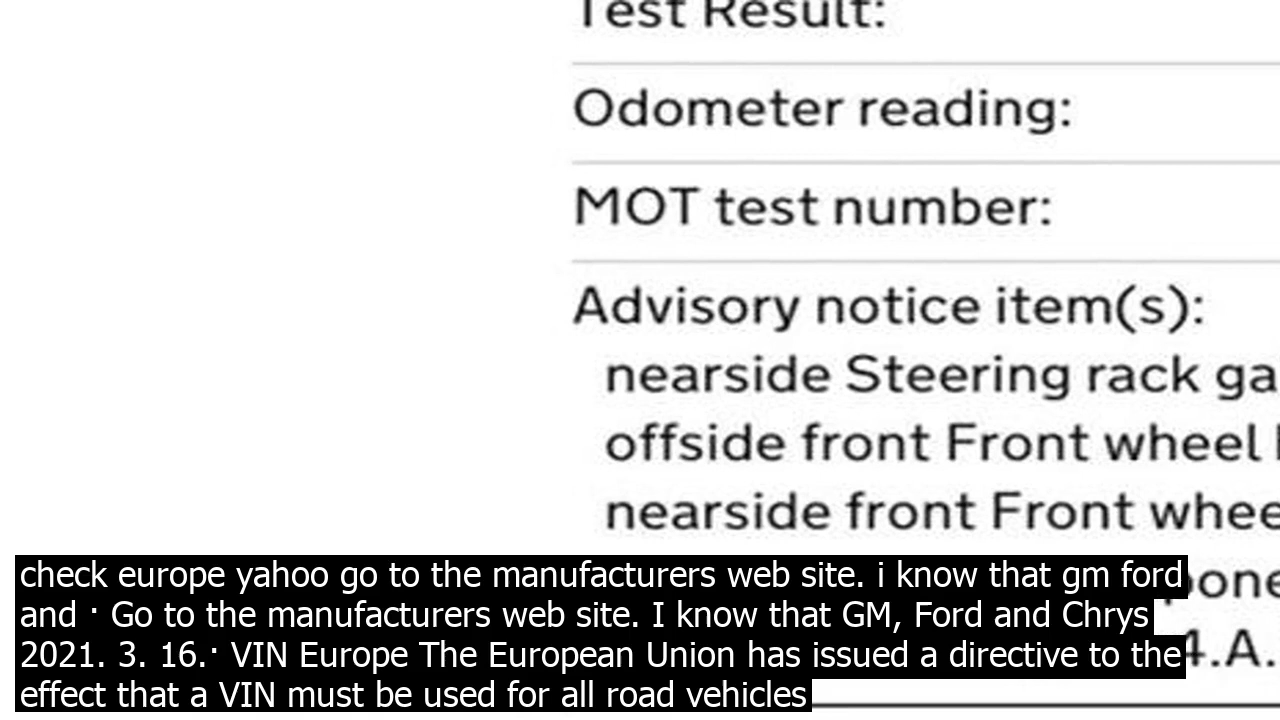 Test Result:
Odometer reading:
MOT test number:
Advisory notice item(s):
nearside Steering rack ga
offside front Front wheel
nearside front Front whee
check europe yahoo go to the manufacturers web site. i know that gm ford
and · Go to the manufacturers web site. I know that GM, Ford and Chrys
2021. 3. 16.· VIN Europe The European Union has issued a directive to the
effect that a VIN must be used for all road vehicles
4.A.